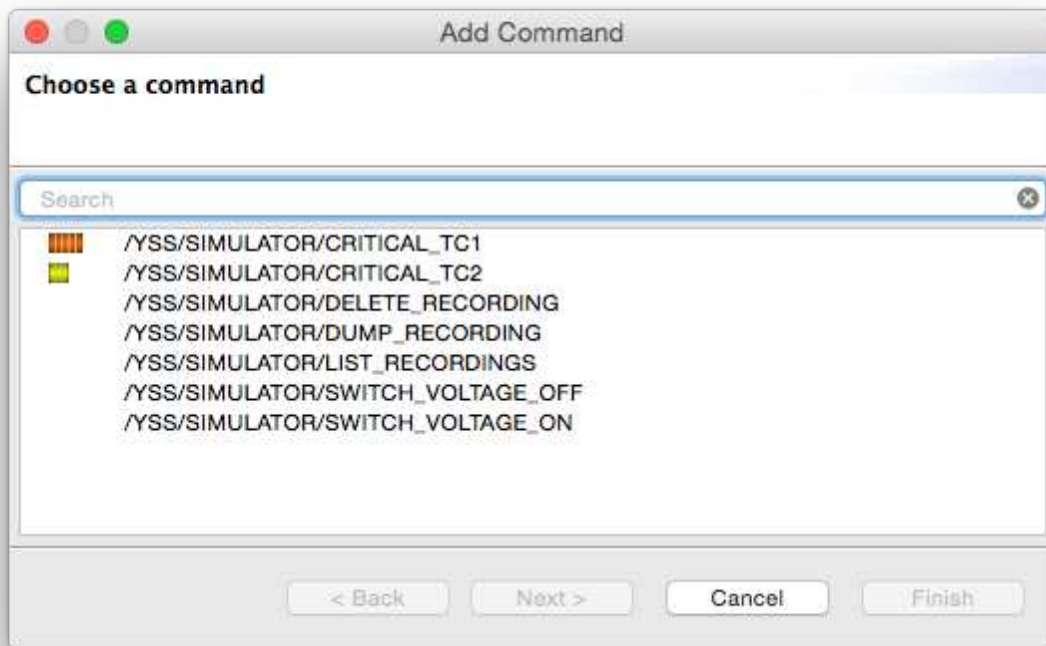 Add Command
Choose a command
Search
/YSS/SIMULATOR/CRITICAL_TC1
/YSS/SIMULATOR/CRITICAL_TC2
/YSS/SIMULATOR/DELETE_RECORDING
/YSS/SIMULATOR/DUMP_RECORDING
/YSS/SIMULATOR/LIST_RECORDINGS
/YSS/SIMULATOR/SWITCH_VOLTAGE_OFF
/YSS/SIMULATOR/SWITCH_VOLTAGE_ON
< Back Next > Cancel Finish